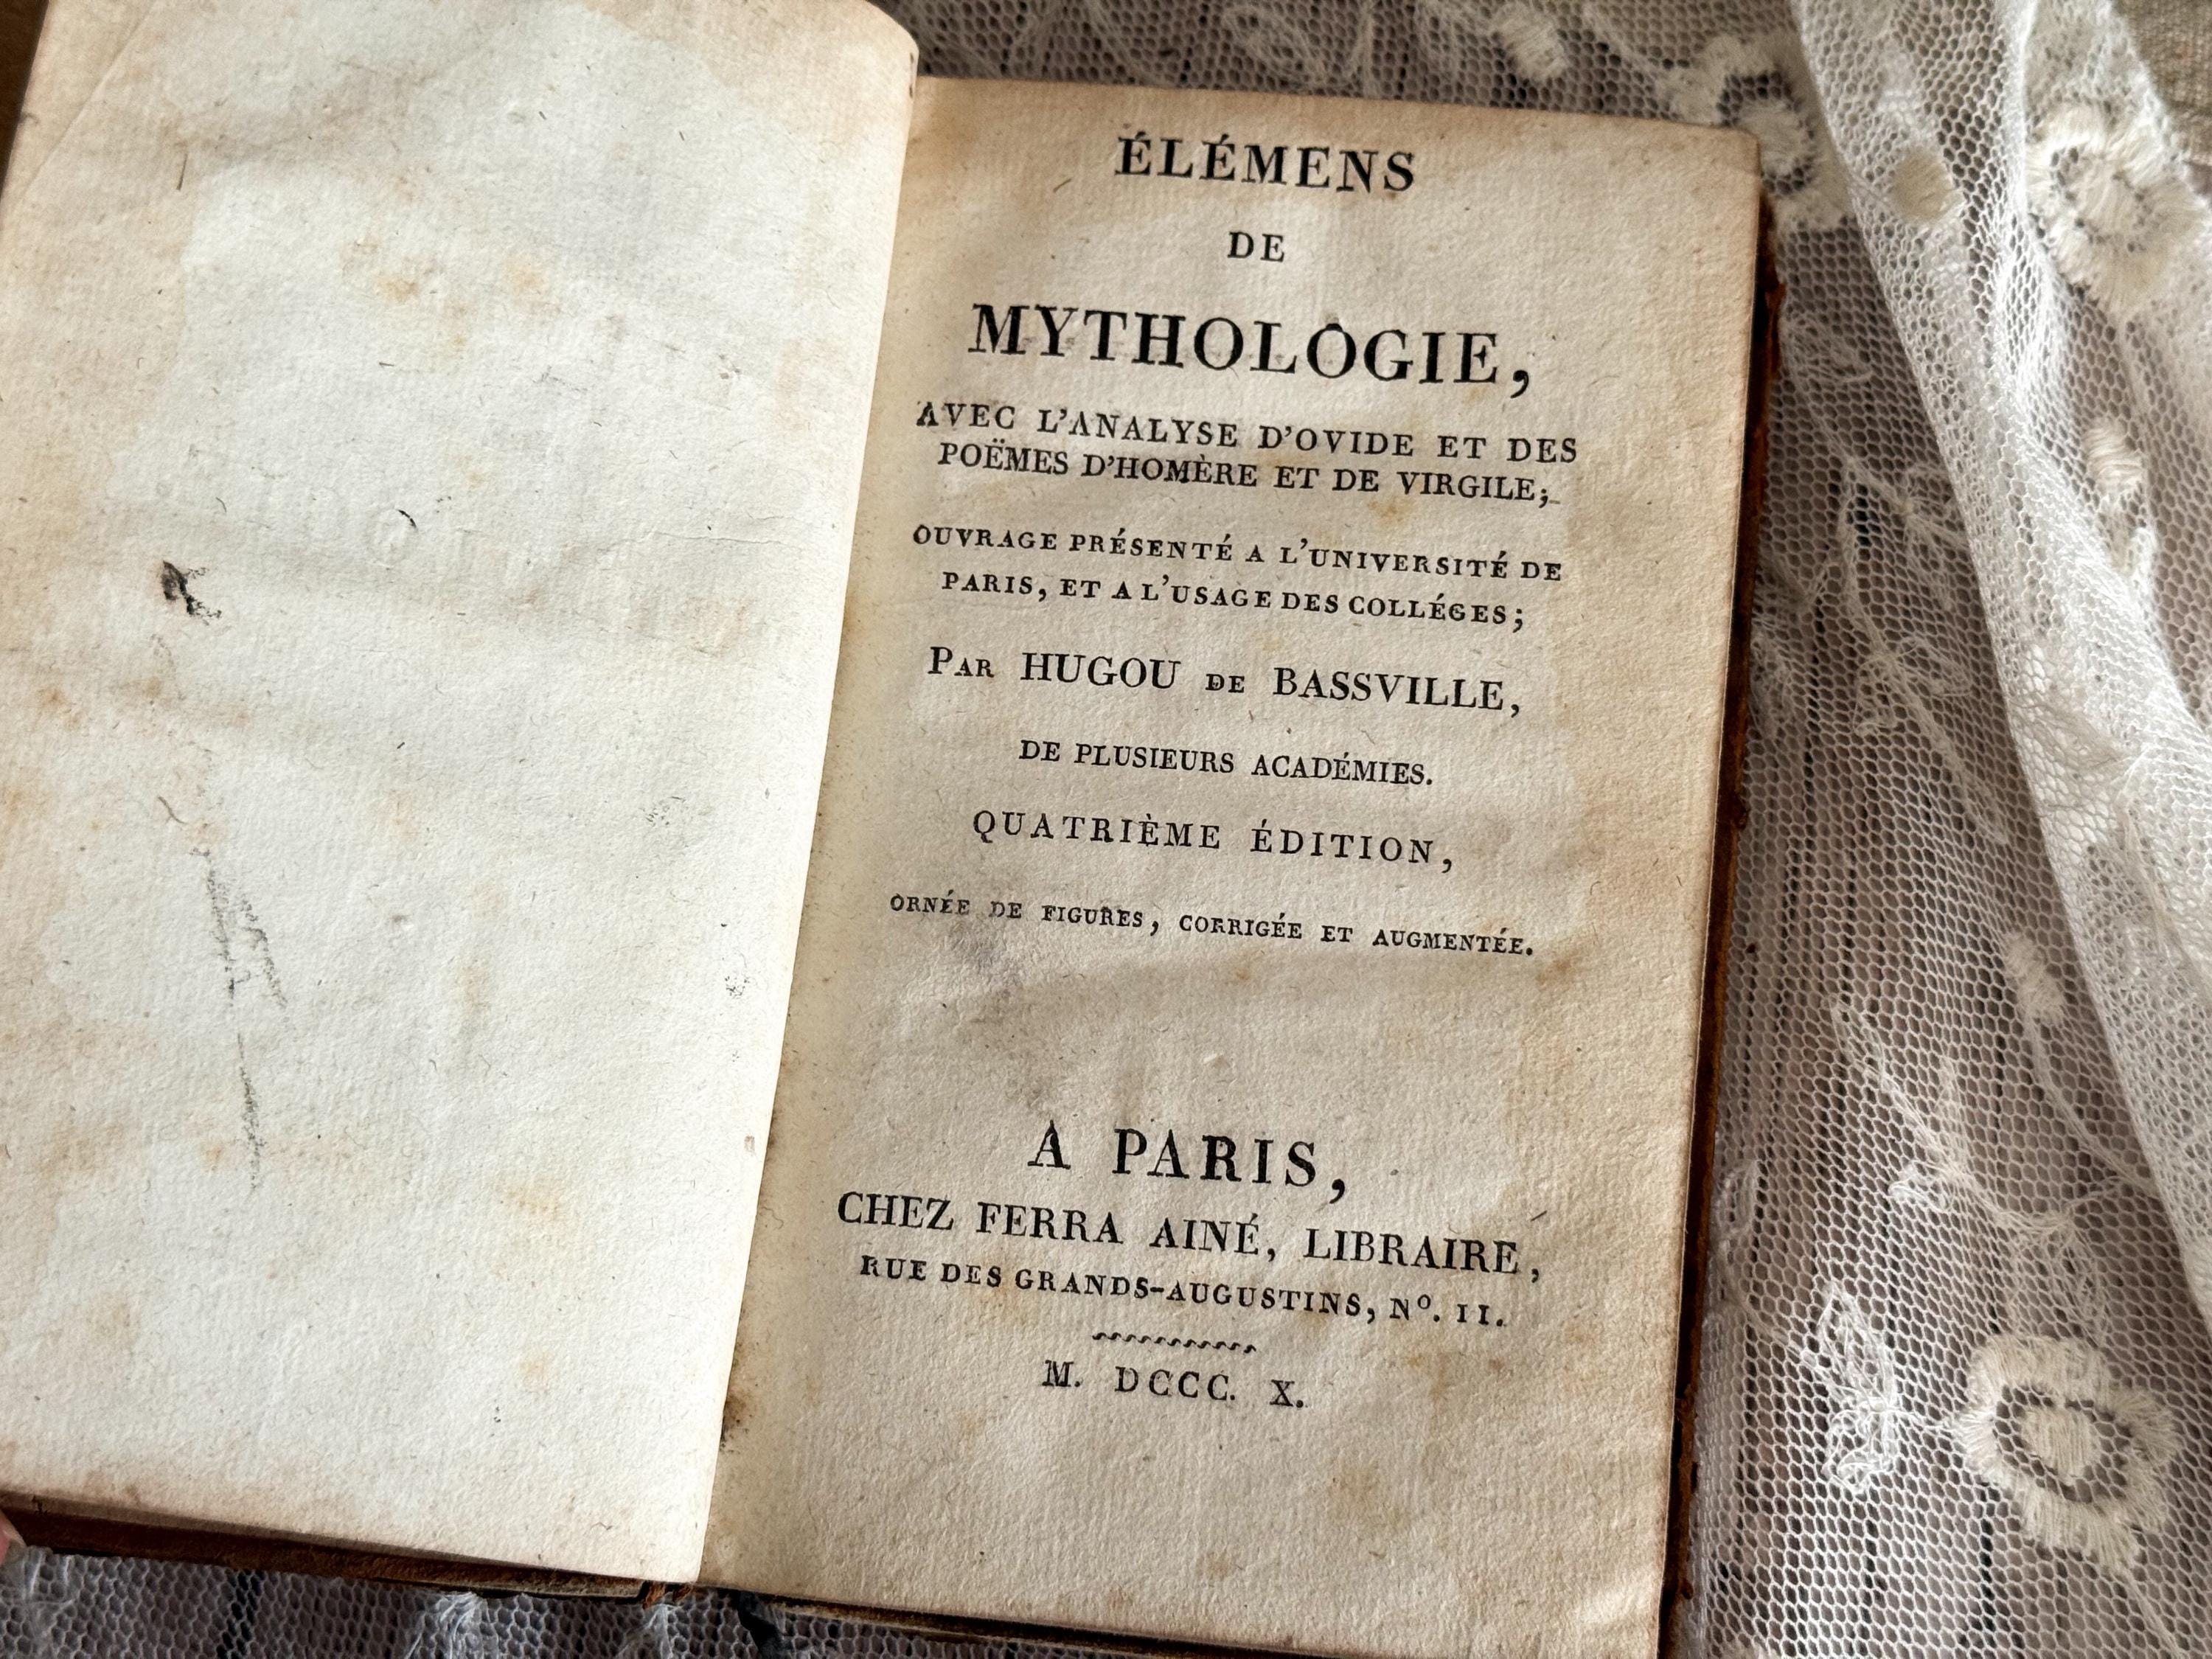 ÉLÉMENS
DE
MYTHOLOGIE,
AVEC L'ANALYSE D'OVIDE ET DES
POËMES D'HOMÈRE ET DE VIRGILE;
OUVRAGE PRÉSENTÉ A L'UNIVERSITÉ DE
PARIS, ET A L'USAGE DES COLLÉGES;
PAR HUGOU DE BASSVILLE,
DE PLUSIEURS ACADÉMIES.
QUATRIÈME ÉDITION,
ORNÉE DE FIGURES, CORRIGÉE ET AUGMENTÉE.
A PARIS,
CHEZ FERRA AINÉ, LIBRAIRE,
RUE DES GRANDS-AUGUSTINS, Nº. 11.
M. DCCC. X.